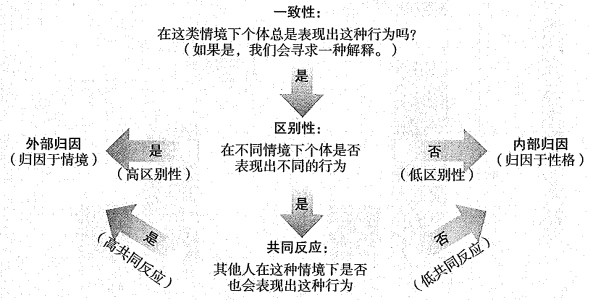 一致性：
在这类情境下个体总是表现出这种行为吗？
（如果是，我们会寻求一种解释。）
是
外部归因
（归因于情境）
是
（高区别性）
区别性：
在不同情境下个体是否
表现出不同的行为
否
（低区别性）
内部归因
（归因于性格）
是
是
（高共同反应）
共同反应：
其他人在这种情境下是否
也会表现出这种行为
否
（低共同反应）